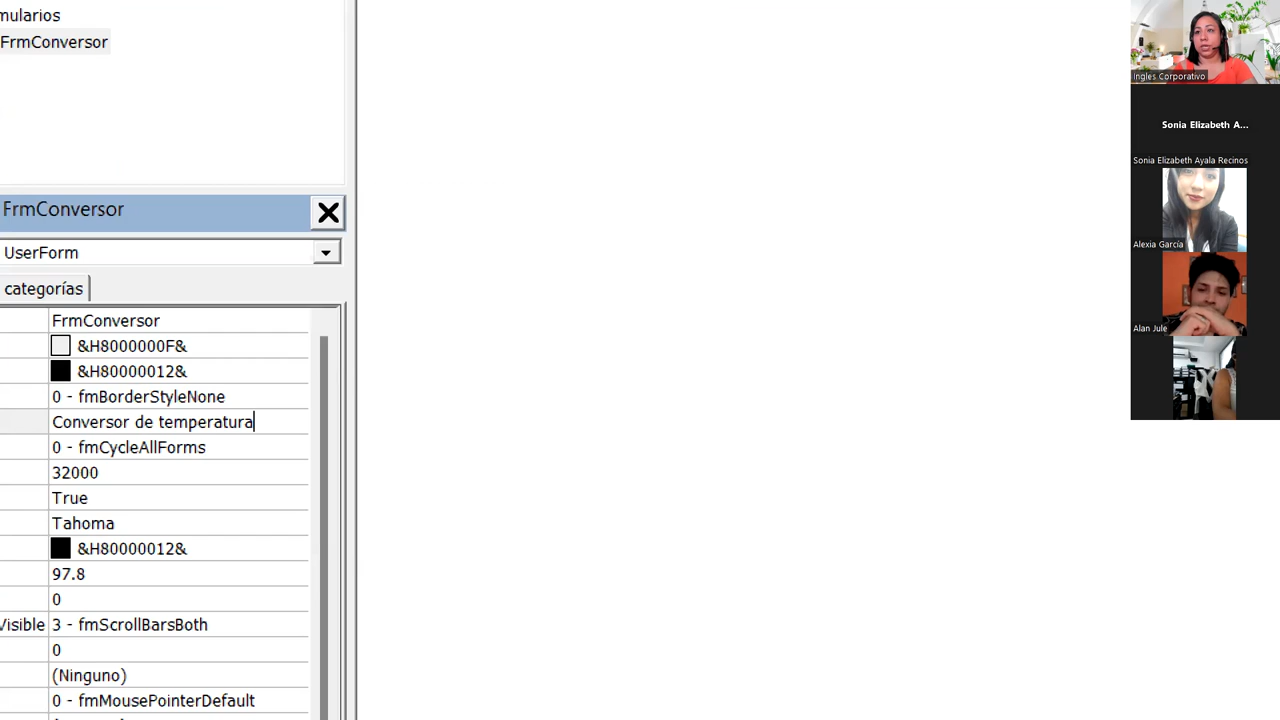 mularios
FrmConversor
FrmConversor
UserForm
categorías
FrmConversor
&H8000000F&
&H80000012&
0 - fmBorderStyleNone
Conversor de temperatura
0 - fmCycleAllForms
32000
True
Tahoma
&H80000012&
97.8
0
Visible 3 - fmScrollBarsBoth
0
(Ninguno)
0 - fmMousePointerDefault
Ingles Corporativo
Sonia Elizabeth A...
Sonia Elizabeth Ayala Recinos
Alexia García
Alan Jule